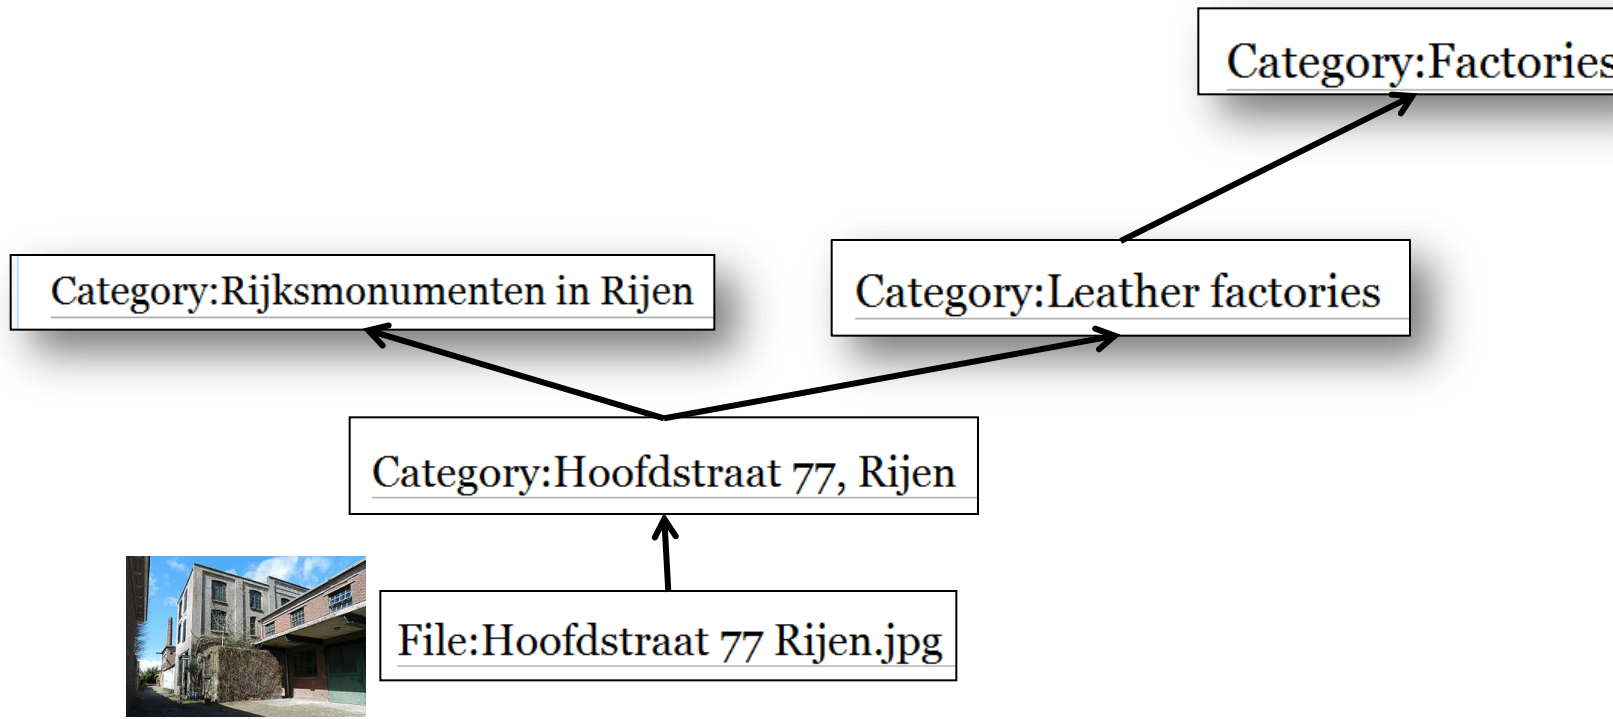 Category:Factories
Category:Rijksmonumenten in Rijen
Category:Leather factories
Category:Hoofdstraat 77, Rijen
File:Hoofdstraat 77 Rijen.jpg